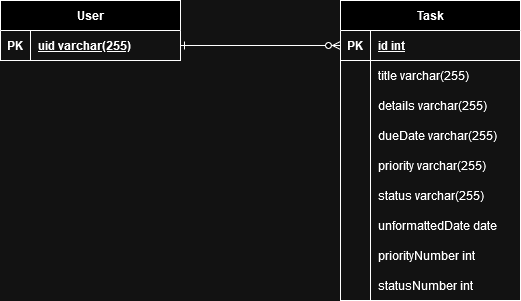 User
PK uid varchar(255)
Task
PK id int
title varchar(255)
details varchar(255)
dueDate varchar(255)
priority varchar(255)
status varchar(255)
unformattedDate date
priorityNumber int
statusNumber int